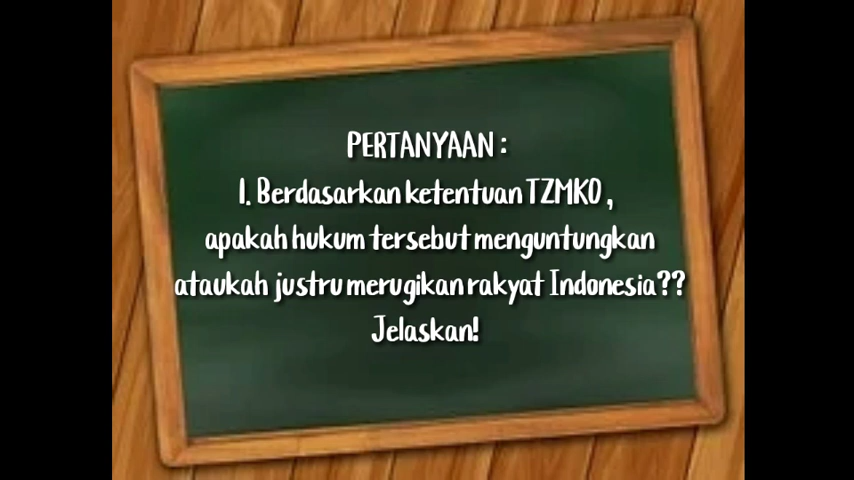 PERTANYAAN :
1. Berdasarkan ketentuan TZMKO ,
apakah hukum tersebut menguntungkan
ataukah justru merugikan rakyat Indonesia??
Jelaskan!